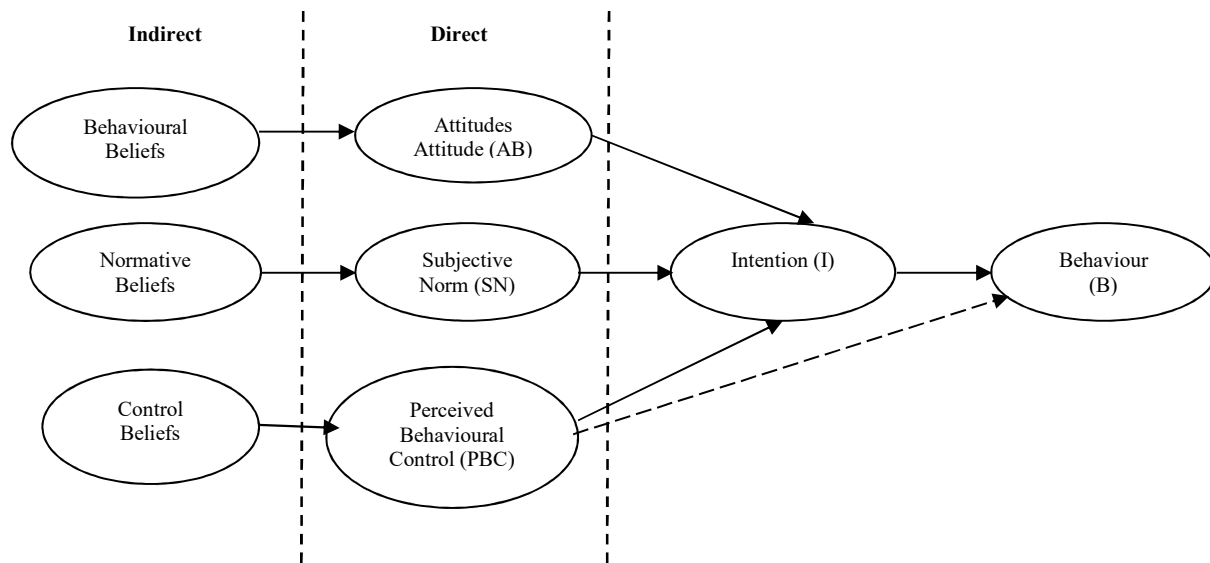 Indirect
Direct
Behavioural
Beliefs
Attitudes
Attitude (AB)
Normative
Beliefs
Subjective
Norm (SN)
Intention (I)
Behaviour
(B)
Control
Beliefs
Perceived
Behavioural
Control (PBC)